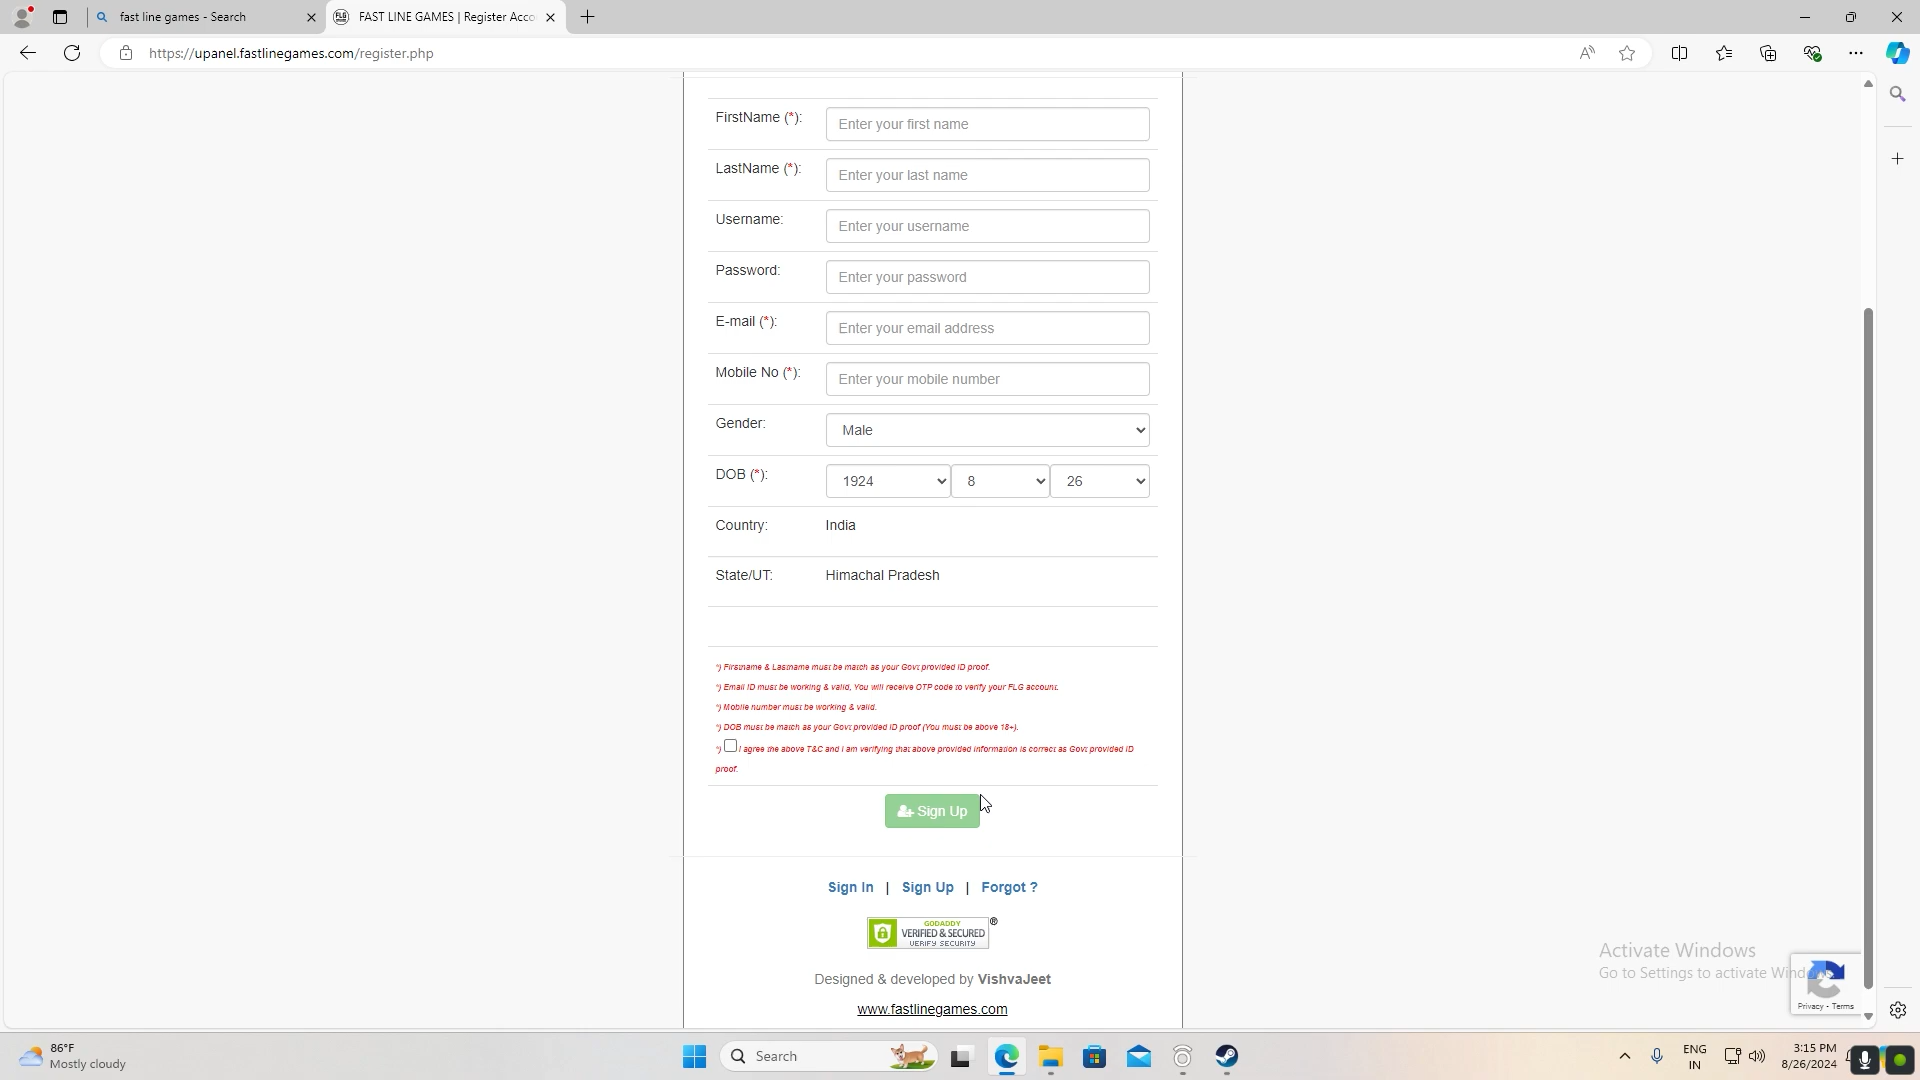 fast line games - Search
FAST LINE GAMES | Register Acco
https://upanel.fastlinegames.com/register.php
FirstName (*):
Enter your first name
LastName (*):
Enter your last name
Username:
Enter your username
Password:
Enter your password
E-mail (*):
Enter your email address
Mobile No (*):
Enter your mobile number
Gender:
Male
DOB (*):
1924 8 26
Country:
India
State/UT:
Himachal Pradesh
*) Firstname & Lastname must be match as your Govt provided ID proof.
*) Email ID must be working & valid, You will receive OTP code to verify your FLG account.
*) Mobile number must be working & valid.
*) DOB must be match as your Govt provided ID proof (You must be above 18+).
*) I agree the above T&C and I am verifying that above provided information is correct as Govt provided ID
proof.
Sign Up
Sign In | Sign Up | Forgot ?
GODADDY
VERIFIED & SECURED
VERIFY SECURITY
®
Designed & developed by VishvaJeet
www.fastlinegames.com
Activate Windows
Go to Settings to activate Windo
Privacy - Terms
86°F
Mostly cloudy
Search
ENG
IN
3:15 PM
8/26/2024